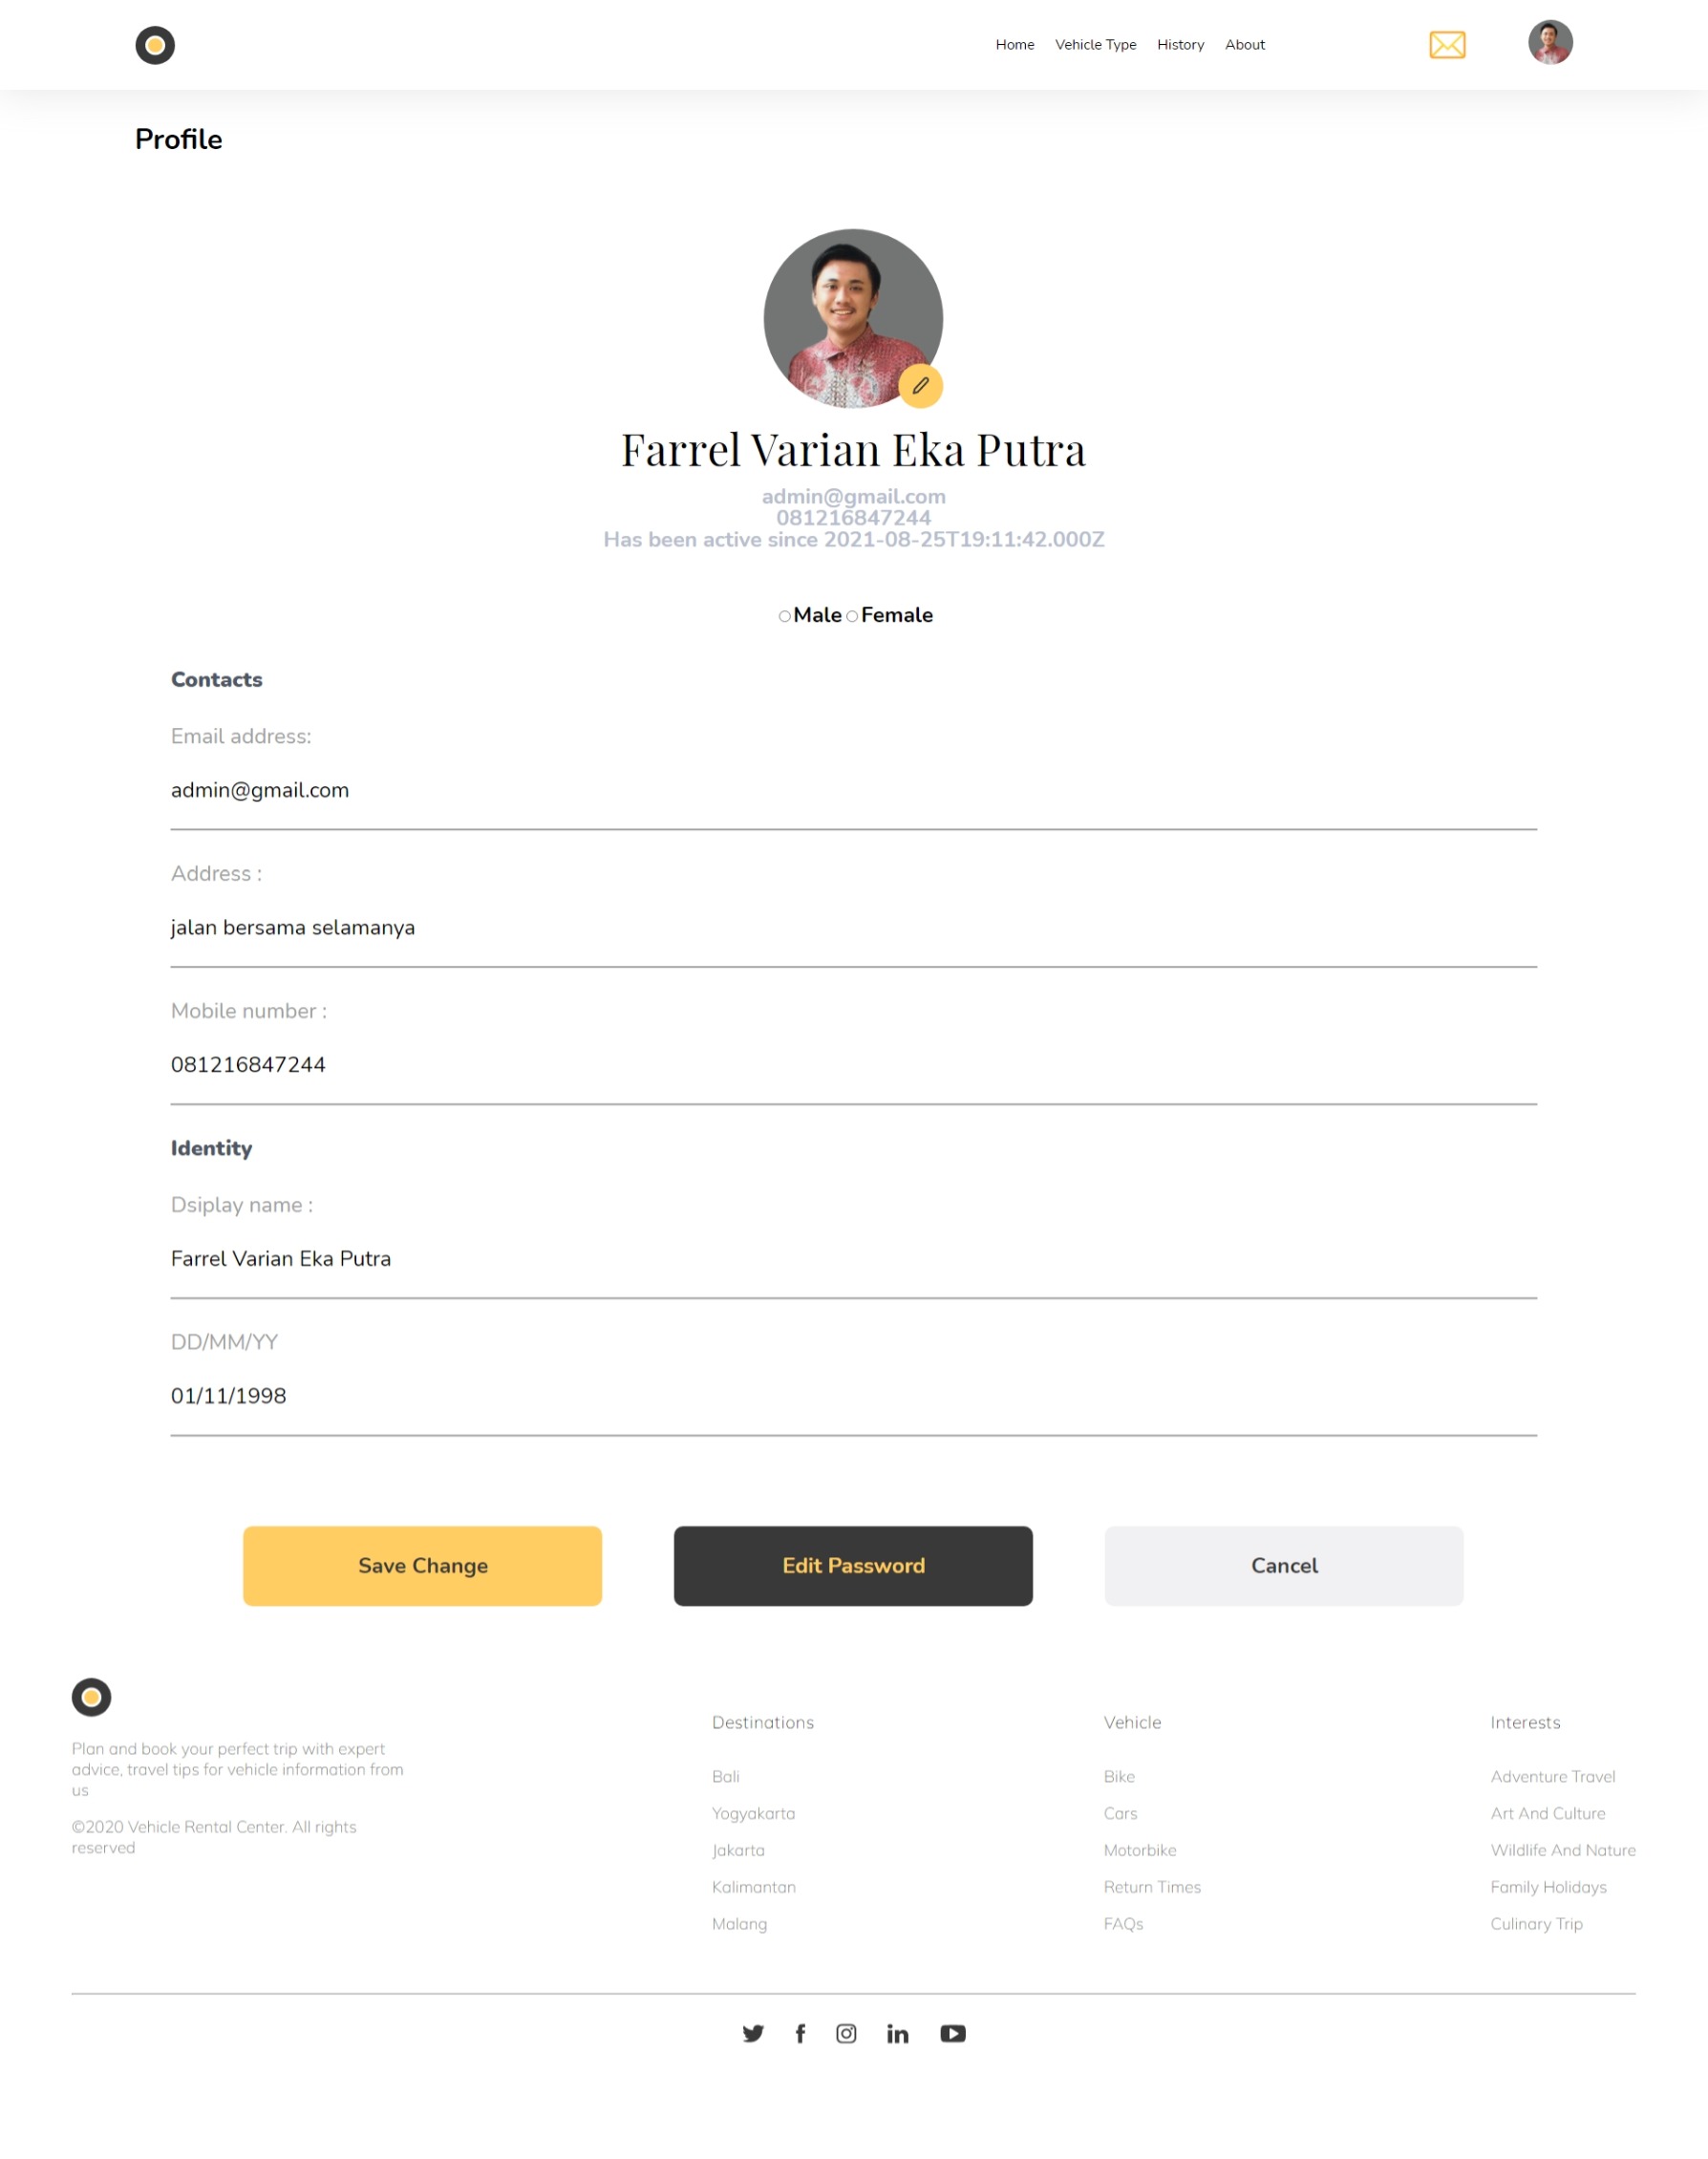 Home Vehicle Type History About
Profile
Farrel Varian Eka Putra
admin@gmail.com
081216847244
Has been active since 2021-08-25T19:11:42.000Z
Male Female
Contacts
Email address:
admin@gmail.com
Address :
jalan bersama selamanya
Mobile number :
081216847244
Identity
Dsiplay name :
Farrel Varian Eka Putra
DD/MM/YY
01/11/1998
Save Change Edit Password Cancel
Plan and book your perfect trip with expert
advice, travel tips for vehicle information from
us
©2020 Vehicle Rental Center. All rights
reserved
Destinations
Bali
Yogyakarta
Jakarta
Kalimantan
Malang
Vehicle
Bike
Cars
Motorbike
Return Times
FAQs
Interests
Adventure Travel
Art And Culture
Wildlife And Nature
Family Holidays
Culinary Trip